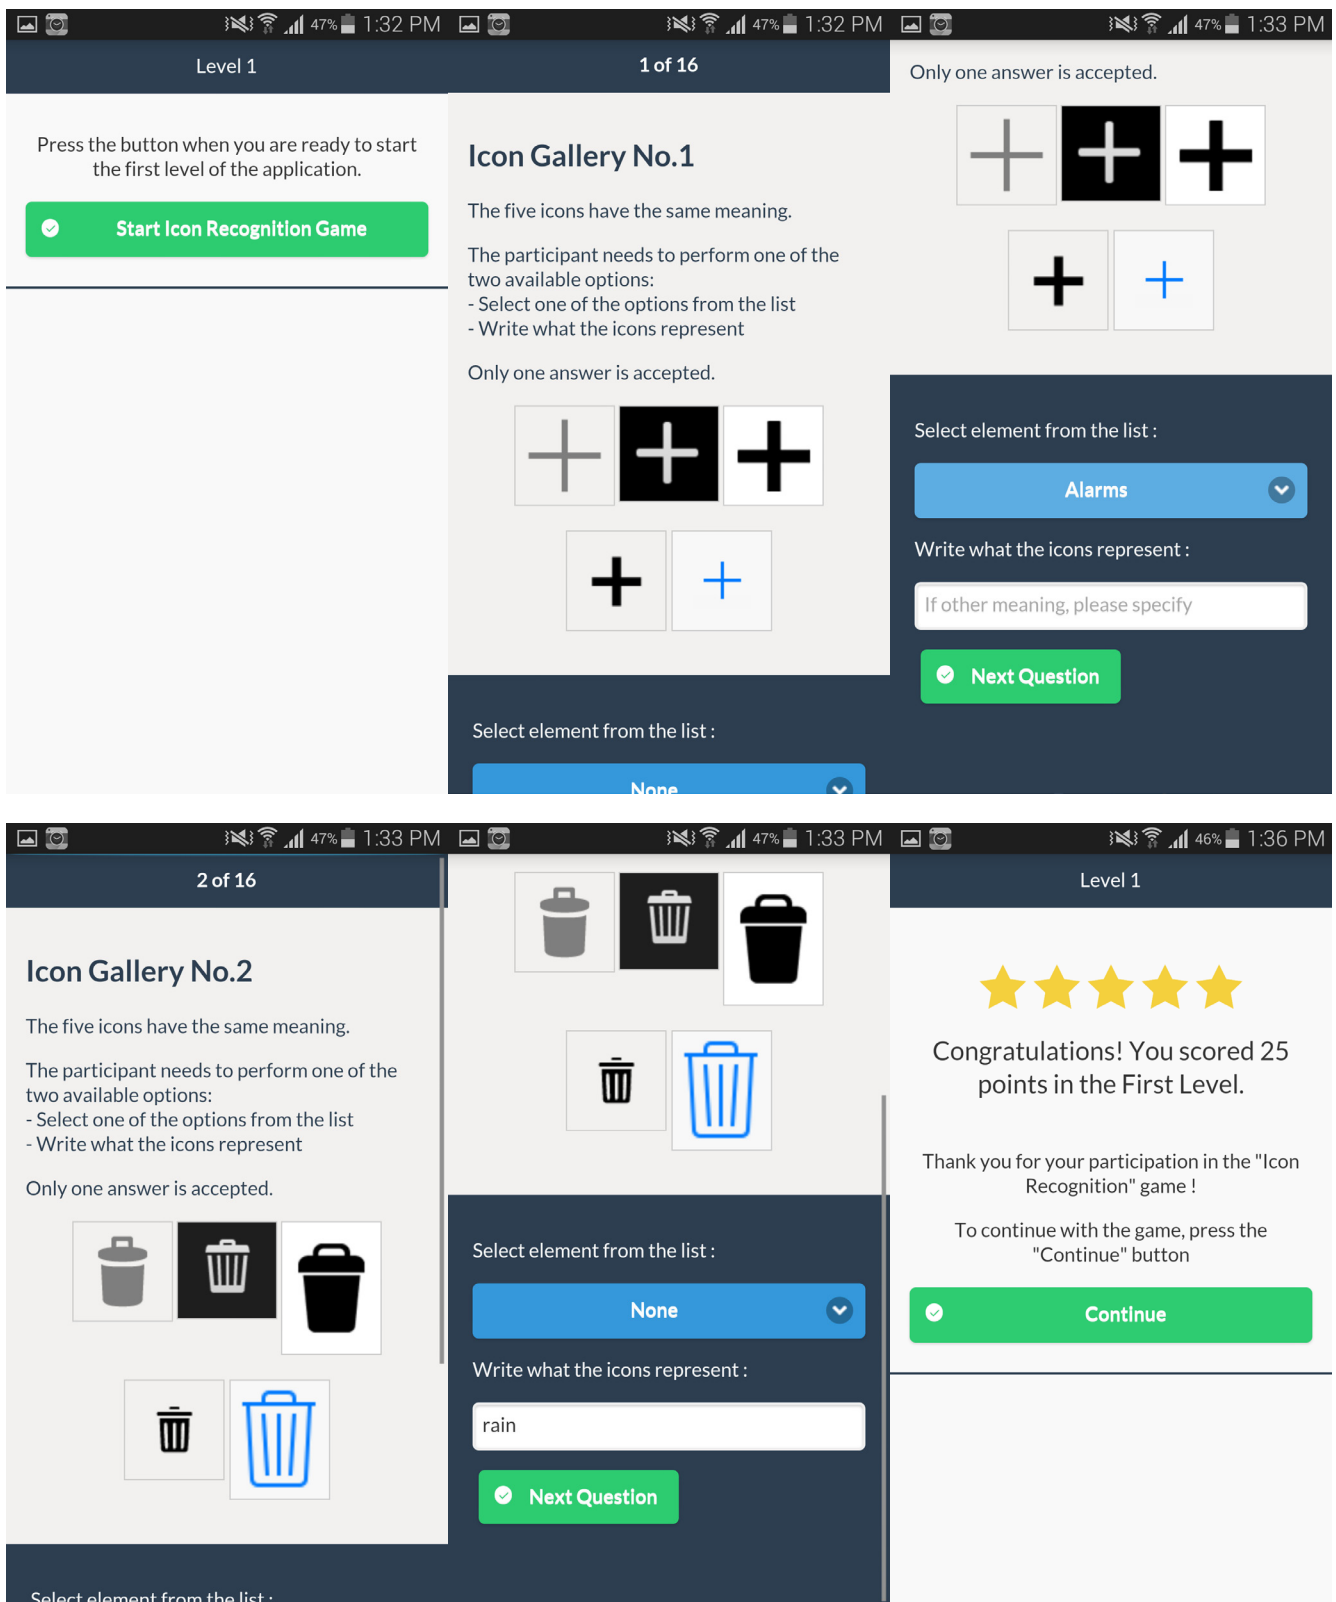 47% 1:32 PM
Level 1
Press the button when you are ready to start
the first level of the application.
Start Icon Recognition Game
47% 1:32 PM
1 of 16
Icon Gallery No.1
The five icons have the same meaning.
The participant needs to perform one of the
two available options:
- Select one of the options from the list
- Write what the icons represent
Only one answer is accepted.
Select element from the list :
None
47% 1:33 PM
Only one answer is accepted.
Select element from the list :
Alarms
Write what the icons represent :
If other meaning, please specify
Next Question
47% 1:33 PM
2 of 16
Icon Gallery No.2
The five icons have the same meaning.
The participant needs to perform one of the
two available options:
- Select one of the options from the list
- Write what the icons represent
Only one answer is accepted.
Select element from the list :
47% 1:33 PM
Select element from the list :
None
Write what the icons represent :
rain
Next Question
46% 1:36 PM
Level 1
Congratulations! You scored 25
points in the First Level.
Thank you for your participation in the "Icon
Recognition" game !
To continue with the game, press the
"Continue" button
Continue